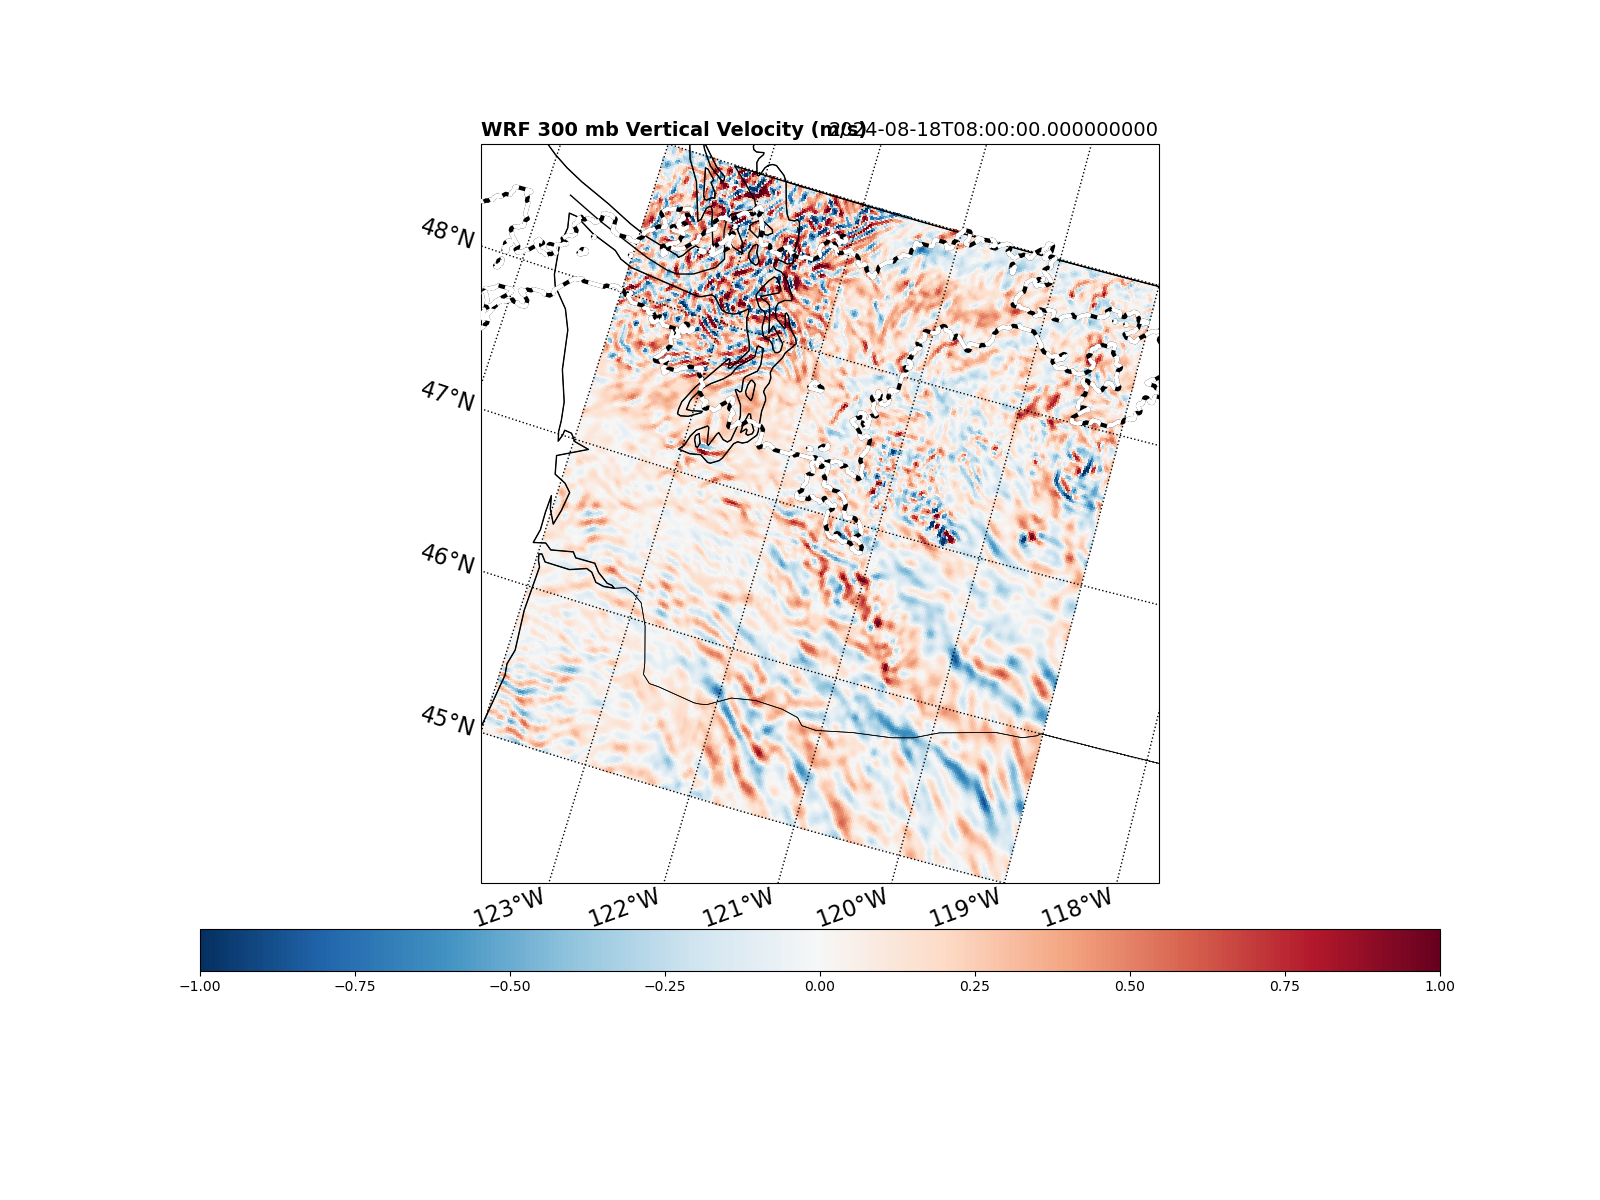 WRF 300 mb Vertical Velocity (m/s) 2024-08-18T08:00:00.000000000
48°N
47°N
46°N
45°N
123°W 122°W 121°W 120°W 119°W 118°W
−1.00 −0.75 −0.50 −0.25 0.00 0.25 0.50 0.75 1.00